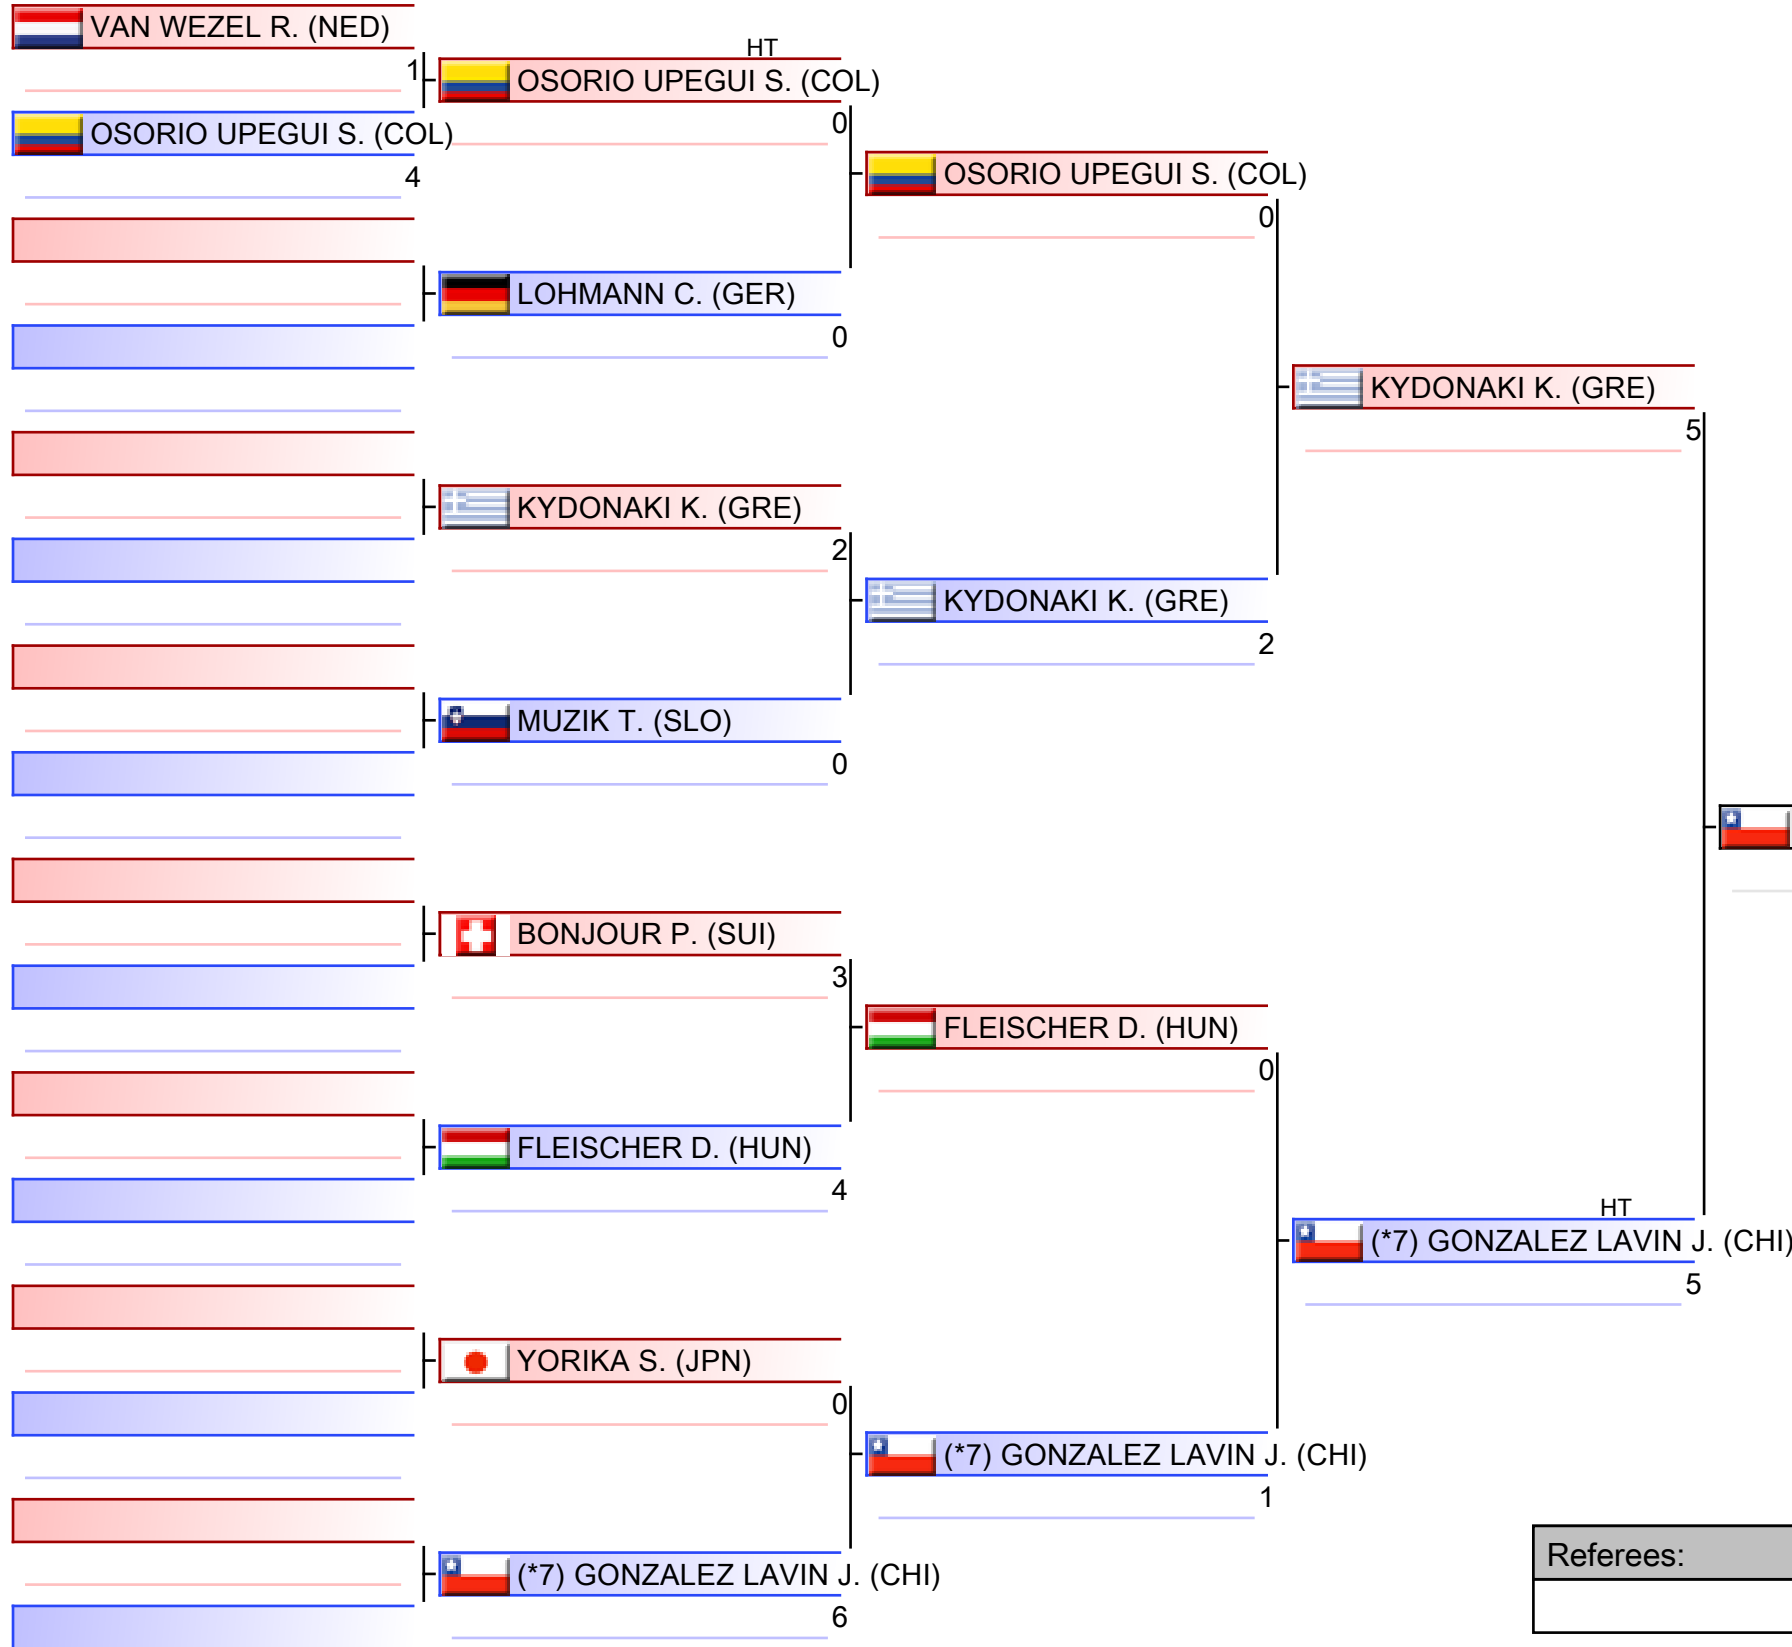 VAN WEZEL R. (NED)
1
OSORIO UPEGUI S. (COL)
4
HT
OSORIO UPEGUI S. (COL)
0
LOHMANN C. (GER)
0
KYDONAKI K. (GRE)
2
MUZIK T. (SLO)
0
BONJOUR P. (SUI)
3
FLEISCHER D. (HUN)
4
YORIKA S. (JPN)
0
(*7) GONZALEZ LAVIN J. (CHI)
6
OSORIO UPEGUI S. (COL)
0
KYDONAKI K. (GRE)
2
FLEISCHER D. (HUN)
0
(*7) GONZALEZ LAVIN J. (CHI)
1
KYDONAKI K. (GRE)
5
HT
(*7) GONZALEZ LAVIN J. (CHI)
5
Referees: